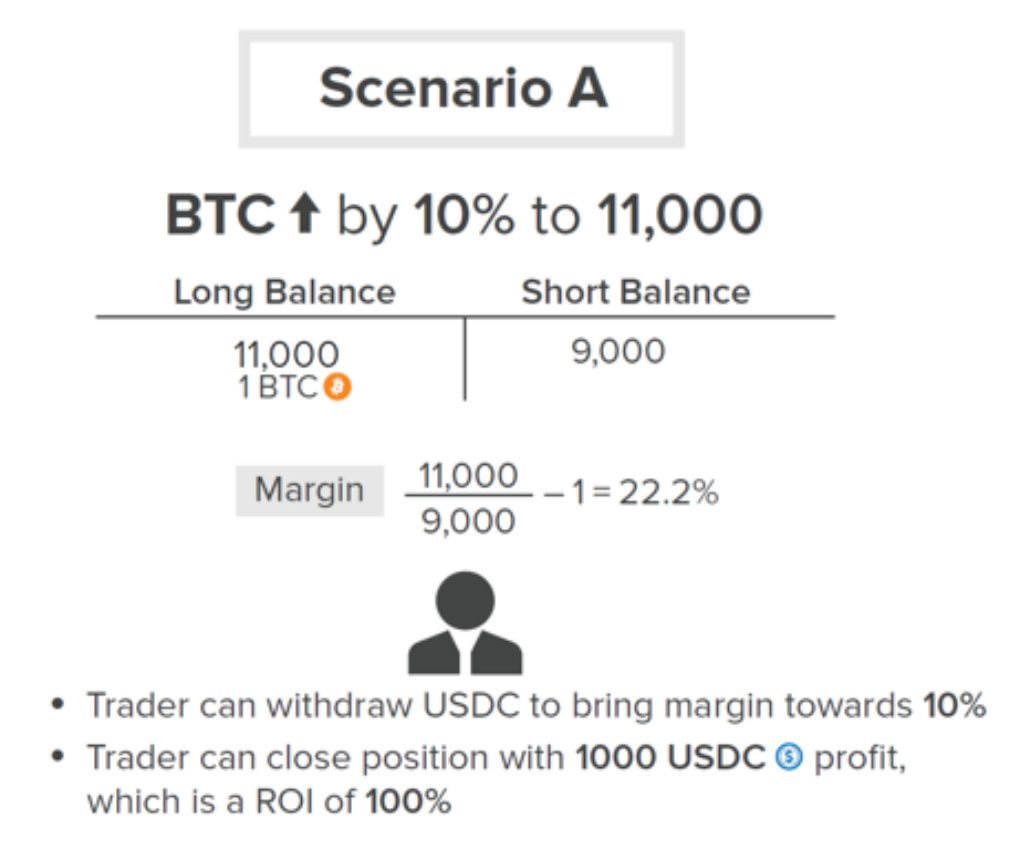 Scenario A
BTC ↑ by 10% to 11,000
Long Balance Short Balance
11,000 9,000
1 BTC
Margin 11,000 / 9,000 – 1 = 22.2%
• Trader can withdraw USDC to bring margin towards 10%
• Trader can close position with 1000 USDC profit,
which is a ROI of 100%